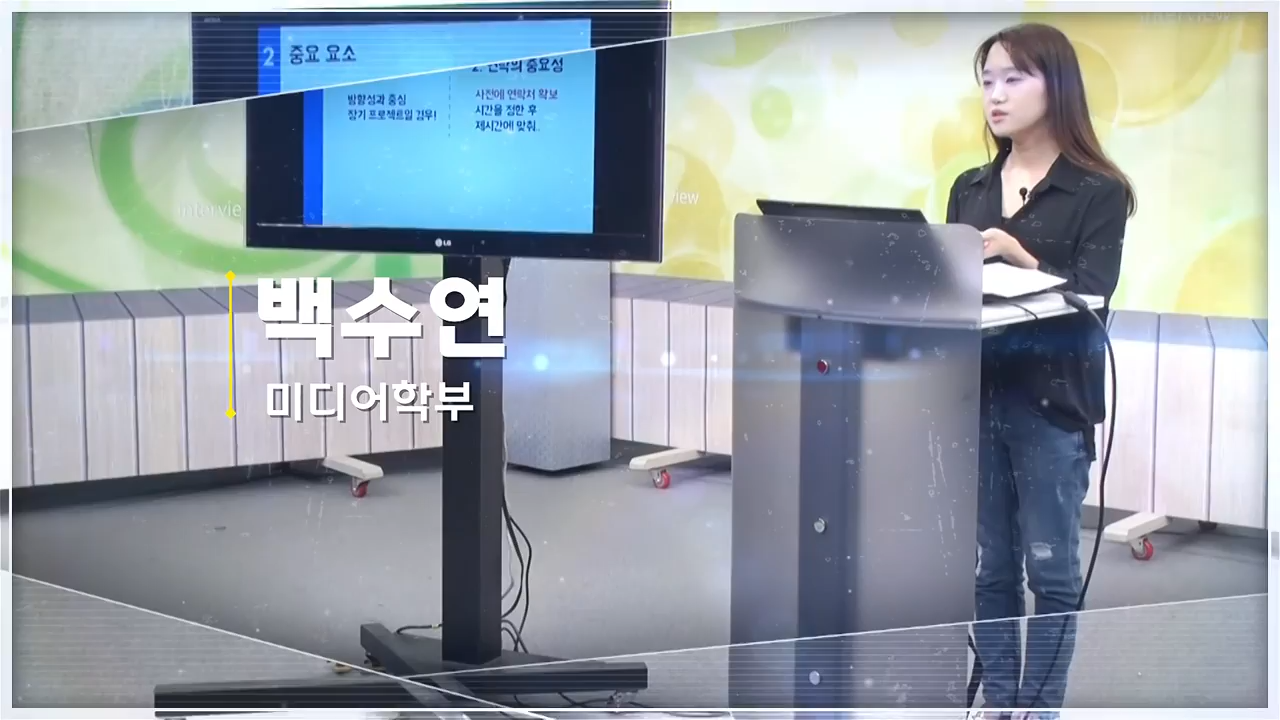 2 중요 요소
2. 연락의 중요성
방향성과 중심
장기 프로젝트일 경우!
사전에 연락처 확보
시간을 정한 후
제시간에 맞춰..
intervie
view
LG
백수연
미디어학부